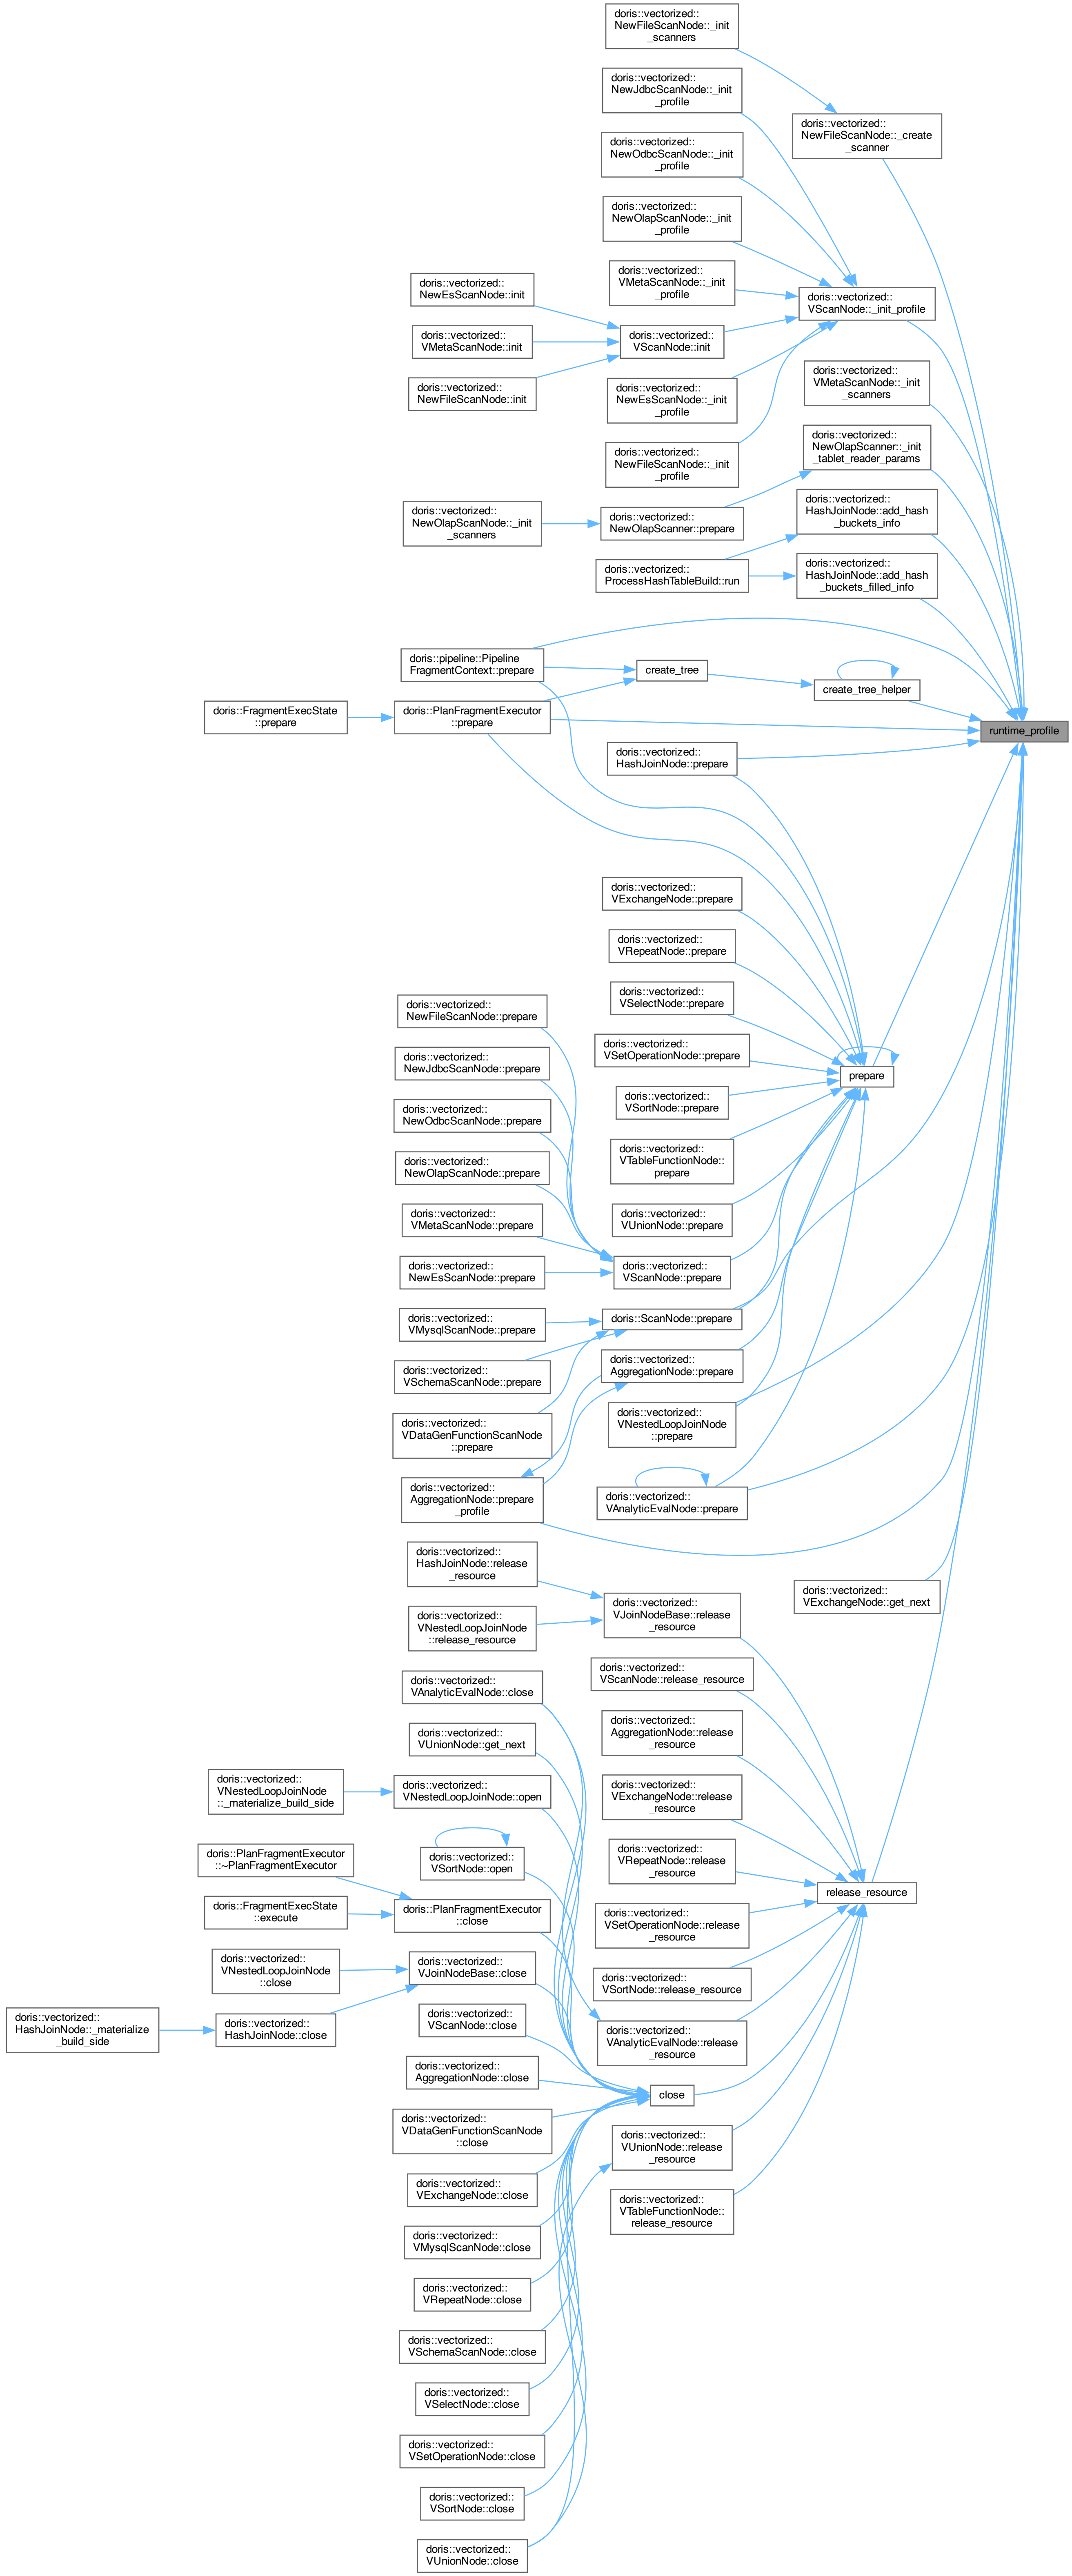 doris::vectorized::
NewFileScanNode::_init
_scanners
doris::vectorized::
NewJdbcScanNode::_init
_profile
doris::vectorized::
NewFileScanNode::_create
_scanner
doris::vectorized::
NewOdbcScanNode::_init
_profile
doris::vectorized::
NewOlapScanNode::_init
_profile
doris::vectorized::
VMetaScanNode::_init
_profile
doris::vectorized::
NewEsScanNode::init
doris::vectorized::
VScanNode::_init_profile
doris::vectorized::
VMetaScanNode::init
doris::vectorized::
VScanNode::init
doris::vectorized::
NewFileScanNode::init
doris::vectorized::
NewEsScanNode::_init
_profile
doris::vectorized::
VMetaScanNode::_init
_scanners
doris::vectorized::
NewFileScanNode::_init
_profile
doris::vectorized::
NewOlapScanner::_init
_tablet_reader_params
doris::vectorized::
NewOlapScanNode::_init
_scanners
doris::vectorized::
NewOlapScanner::prepare
doris::vectorized::
HashJoinNode::add_hash
_buckets_info
doris::vectorized::
ProcessHashTableBuild::run
doris::vectorized::
HashJoinNode::add_hash
_buckets_filled_info
doris::pipeline::Pipeline
FragmentContext::prepare
create_tree
create_tree_helper
doris::FragmentExecState
::prepare
doris::PlanFragmentExecutor
::prepare
runtime_profile
doris::vectorized::
HashJoinNode::prepare
doris::vectorized::
VExchangeNode::prepare
doris::vectorized::
VRepeatNode::prepare
doris::vectorized::
VSelectNode::prepare
doris::vectorized::
VSetOperationNode::prepare
prepare
doris::vectorized::
VSortNode::prepare
doris::vectorized::
VTableFunctionNode::
prepare
doris::vectorized::
VUnionNode::prepare
doris::vectorized::
NewFileScanNode::prepare
doris::vectorized::
NewJdbcScanNode::prepare
doris::vectorized::
NewOdbcScanNode::prepare
doris::vectorized::
NewOlapScanNode::prepare
doris::vectorized::
VMetaScanNode::prepare
doris::vectorized::
NewEsScanNode::prepare
doris::vectorized::
VScanNode::prepare
doris::vectorized::
VMysqlScanNode::prepare
doris::ScanNode::prepare
doris::vectorized::
VSchemaScanNode::prepare
doris::vectorized::
AggregationNode::prepare
doris::vectorized::
VDataGenFunctionScanNode
::prepare
doris::vectorized::
VNestedLoopJoinNode
::prepare
doris::vectorized::
AggregationNode::prepare
_profile
doris::vectorized::
VAnalyticEvalNode::prepare
doris::vectorized::
HashJoinNode::release
_resource
doris::vectorized::
VExchangeNode::get_next
doris::vectorized::
VNestedLoopJoinNode
::release_resource
doris::vectorized::
VJoinNodeBase::release
_resource
doris::vectorized::
VScanNode::release_resource
doris::vectorized::
VAnalyticEvalNode::close
doris::vectorized::
AggregationNode::release
_resource
doris::vectorized::
VUnionNode::get_next
doris::vectorized::
VNestedLoopJoinNode
::_materialize_build_side
doris::vectorized::
VNestedLoopJoinNode::open
doris::vectorized::
VExchangeNode::release
_resource
doris::vectorized::
VSortNode::open
doris::vectorized::
VRepeatNode::release
_resource
doris::PlanFragmentExecutor
::~PlanFragmentExecutor
release_resource
doris::FragmentExecState
::execute
doris::PlanFragmentExecutor
::close
doris::vectorized::
VSetOperationNode::release
_resource
doris::vectorized::
VNestedLoopJoinNode
::close
doris::vectorized::
VJoinNodeBase::close
doris::vectorized::
VSortNode::release_resource
doris::vectorized::
HashJoinNode::_materialize
_build_side
doris::vectorized::
HashJoinNode::close
doris::vectorized::
VScanNode::close
doris::vectorized::
VAnalyticEvalNode::release
_resource
doris::vectorized::
AggregationNode::close
close
doris::vectorized::
VDataGenFunctionScanNode
::close
doris::vectorized::
VUnionNode::release
_resource
doris::vectorized::
VExchangeNode::close
doris::vectorized::
VTableFunctionNode::
release_resource
doris::vectorized::
VMysqlScanNode::close
doris::vectorized::
VRepeatNode::close
doris::vectorized::
VSchemaScanNode::close
doris::vectorized::
VSelectNode::close
doris::vectorized::
VSetOperationNode::close
doris::vectorized::
VSortNode::close
doris::vectorized::
VUnionNode::close